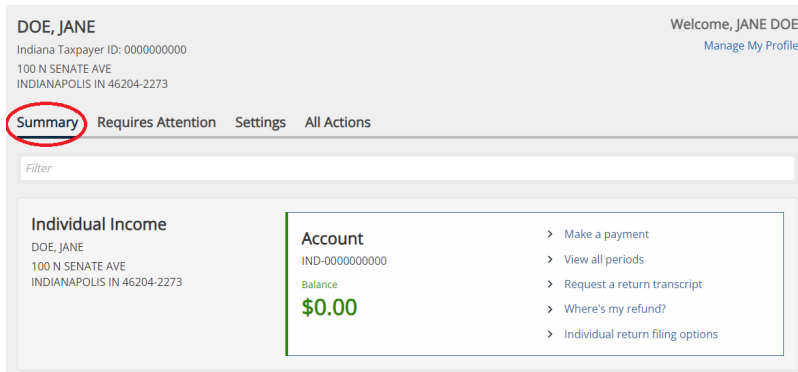 DOE, JANE
Welcome, JANE DOE
Indiana Taxpayer ID: 0000000000
Manage My Profile
100 N SENATE AVE
INDIANAPOLIS IN 46204-2273
Summary Requires Attention Settings All Actions
Filter
Individual Income
DOE, JANE
100 N SENATE AVE
INDIANAPOLIS IN 46204-2273
Account
IND-0000000000
Balance
$0.00
Make a payment
View all periods
Request a return transcript
Where's my refund?
Individual return filing options